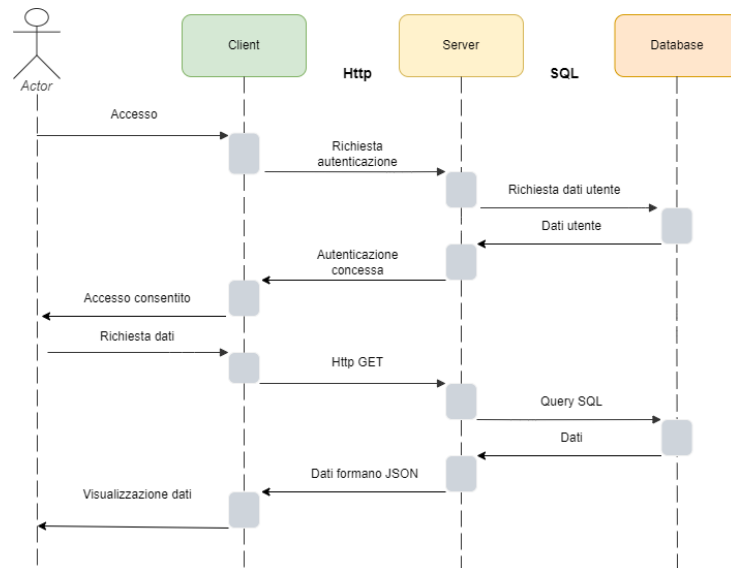 Client
Server
Database
Http
SQL
Actor
Accesso
Richiesta
autenticazione
Richiesta dati utente
Dati utente
Autenticazione
concessa
Accesso consentito
Richiesta dati
Http GET
Query SQL
Dati
Dati formano JSON
Visualizzazione dati